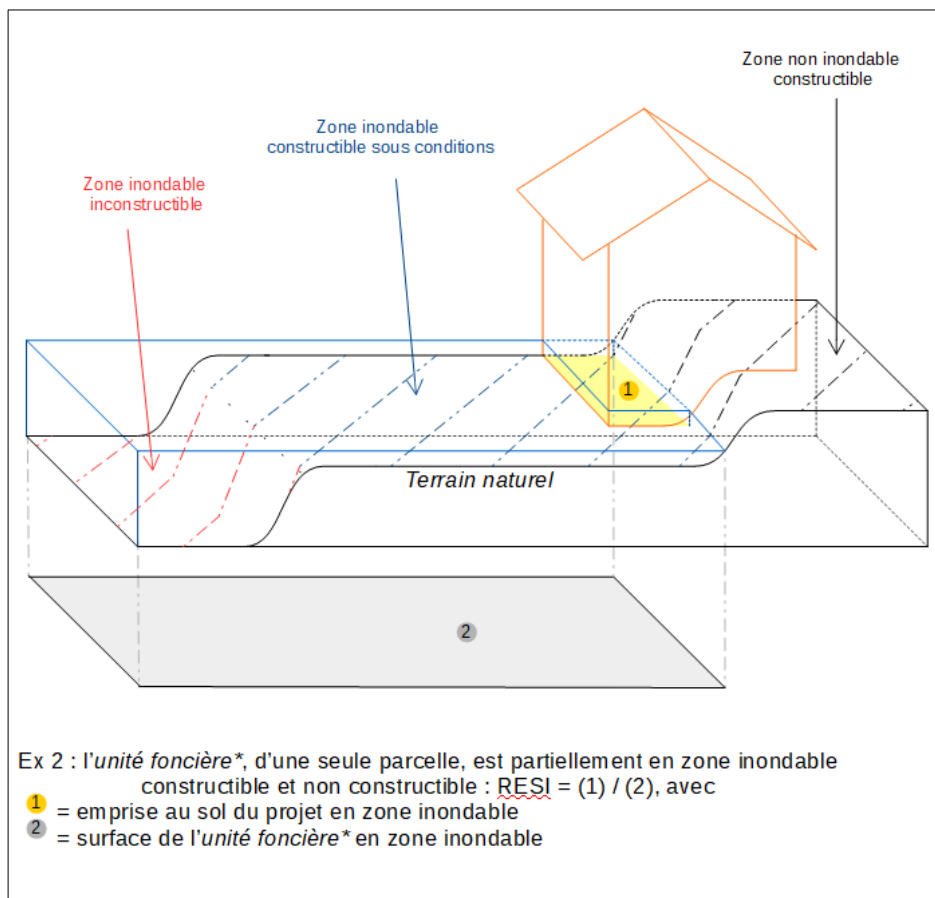 Zone non inondable
constructible
Zone inondable
constructible sous conditions
Zone inondable
inconstructible
1
Terrain naturel
2
Ex 2 : l'unité foncière*, d'une seule parcelle, est partiellement en zone inondable
constructible et non constructible : RESI = (1) / (2), avec
1 = emprise au sol du projet en zone inondable
2 = surface de l'unité foncière* en zone inondable